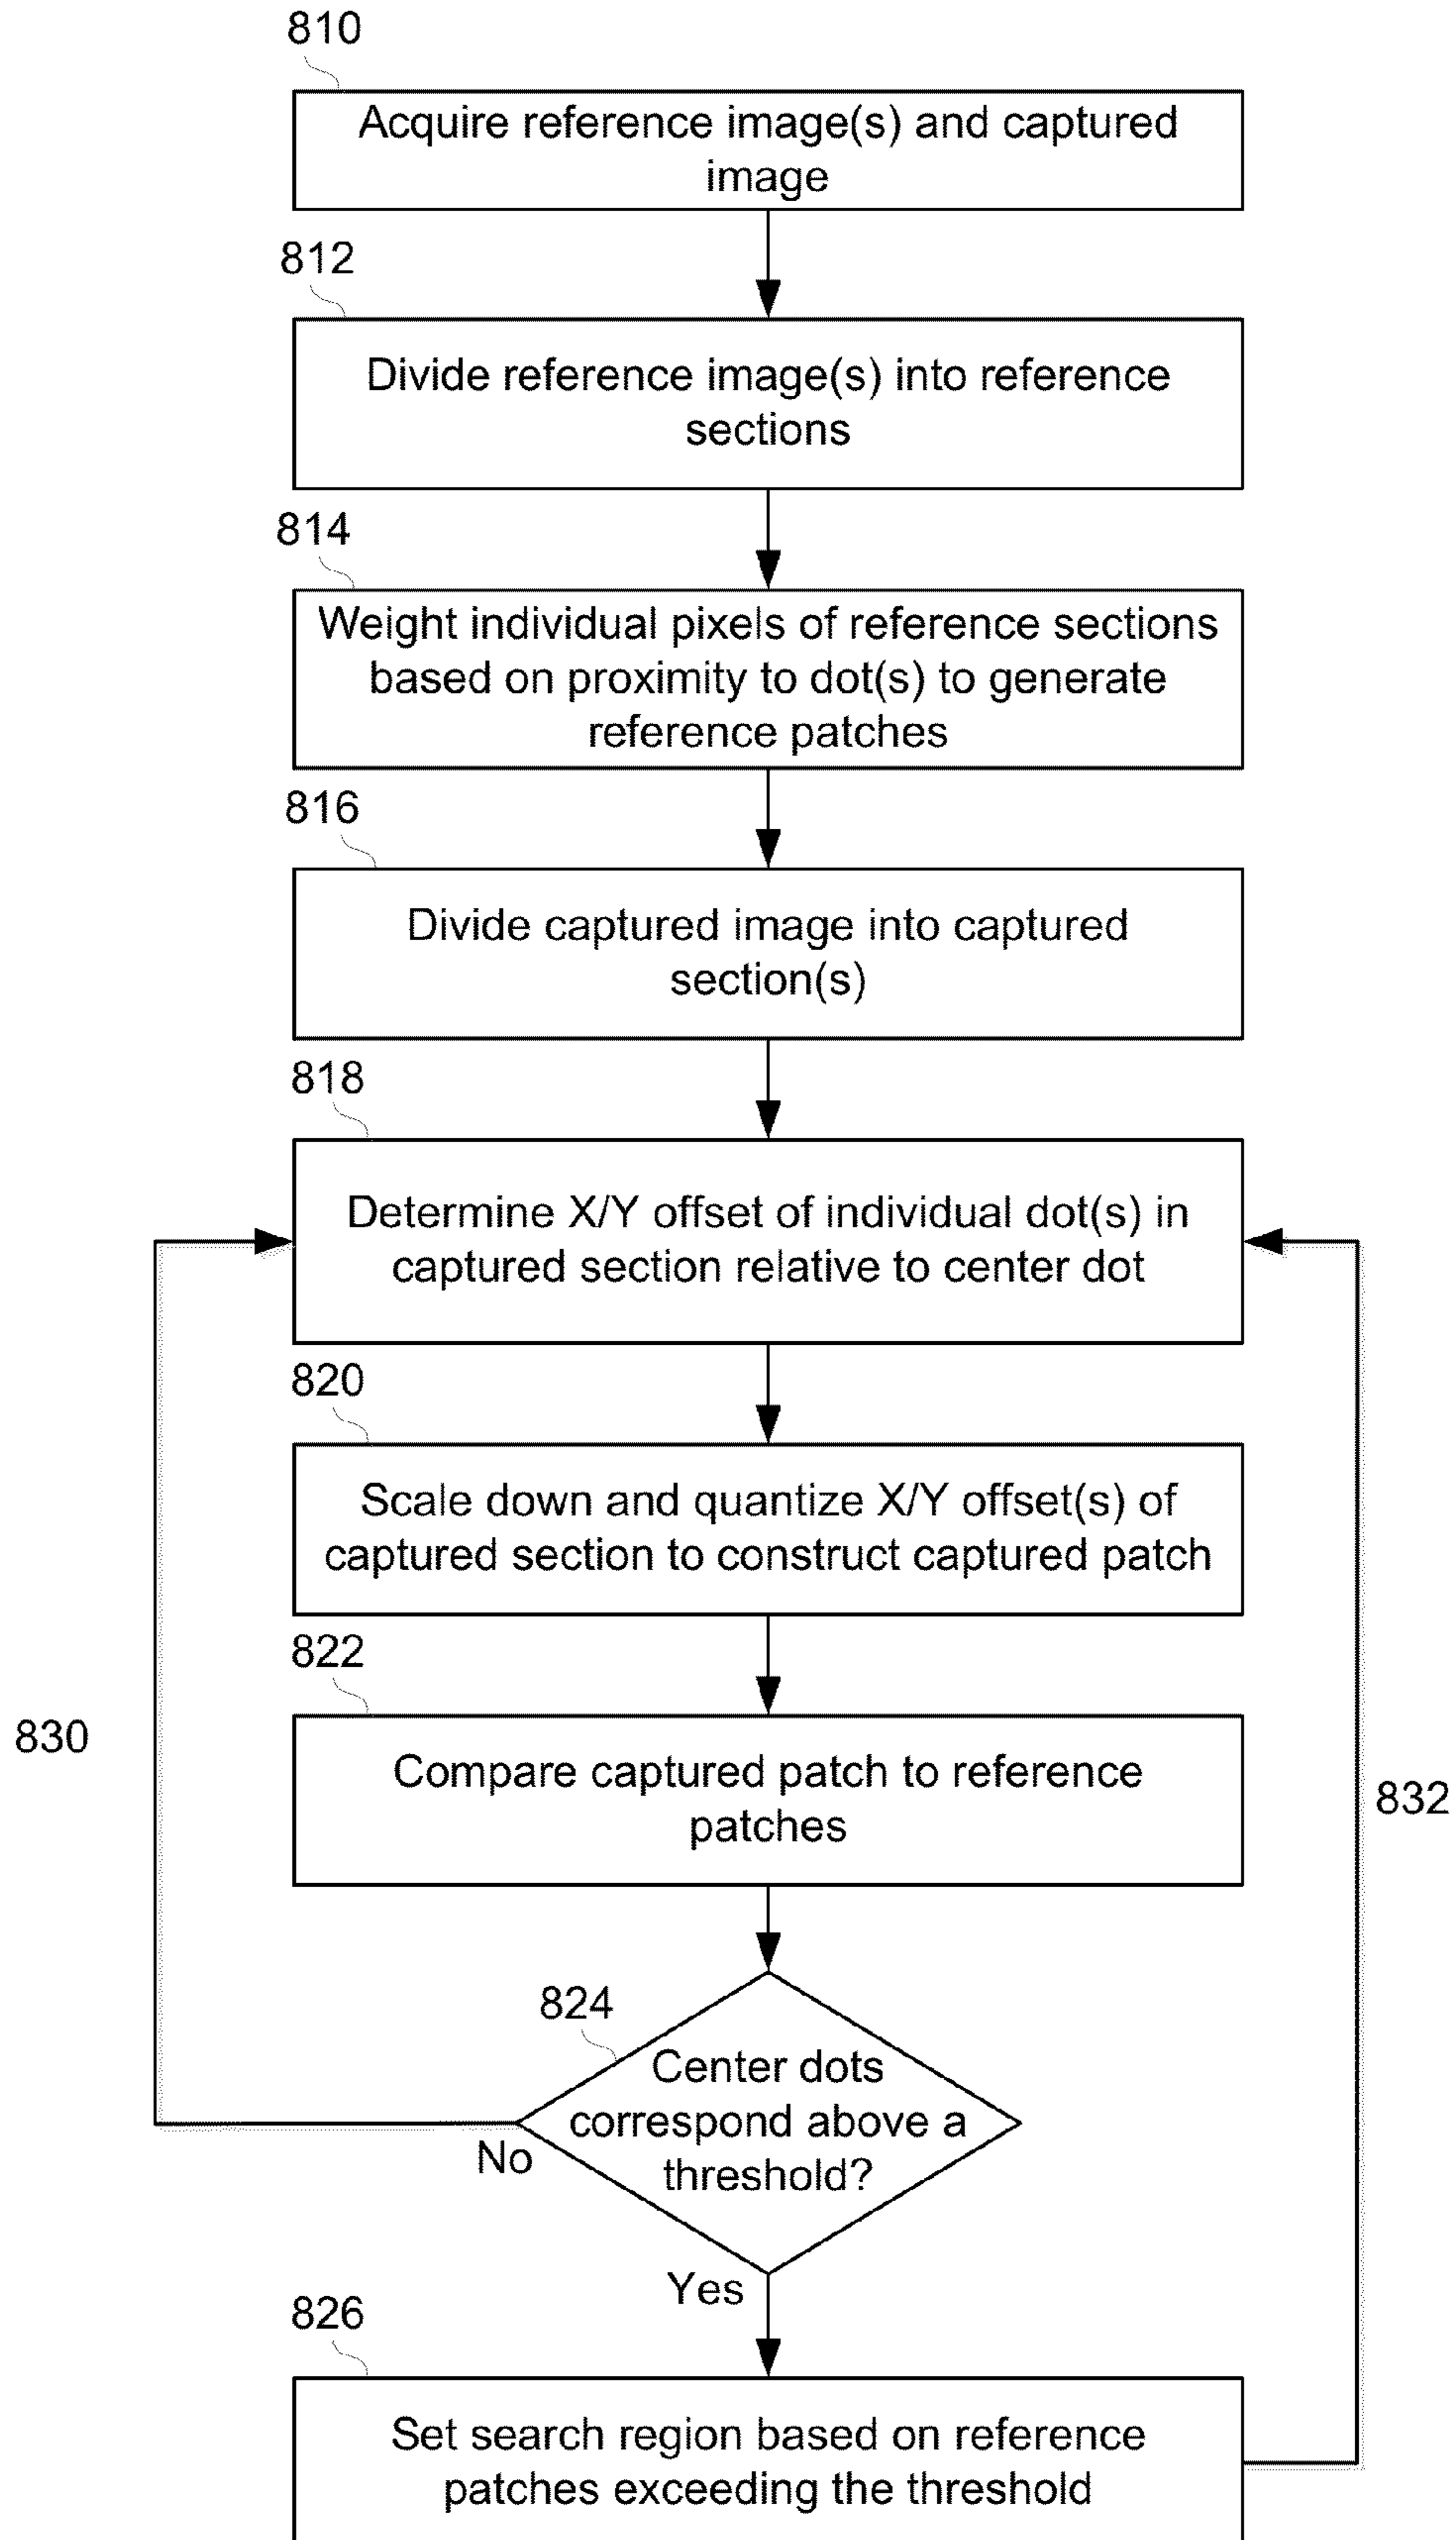 810
Acquire reference image(s) and captured
image
812
Divide reference image(s) into reference
sections
814
Weight individual pixels of reference sections
based on proximity to dot(s) to generate
reference patches
816
Divide captured image into captured
section(s)
818
Determine X/Y offset of individual dot(s) in
captured section relative to center dot
820
Scale down and quantize X/Y offset(s) of
captured section to construct captured patch
822
830
Compare captured patch to reference
patches
832
824
Center dots
correspond above a
threshold?
No
Yes
826
Set search region based on reference
patches exceeding the threshold